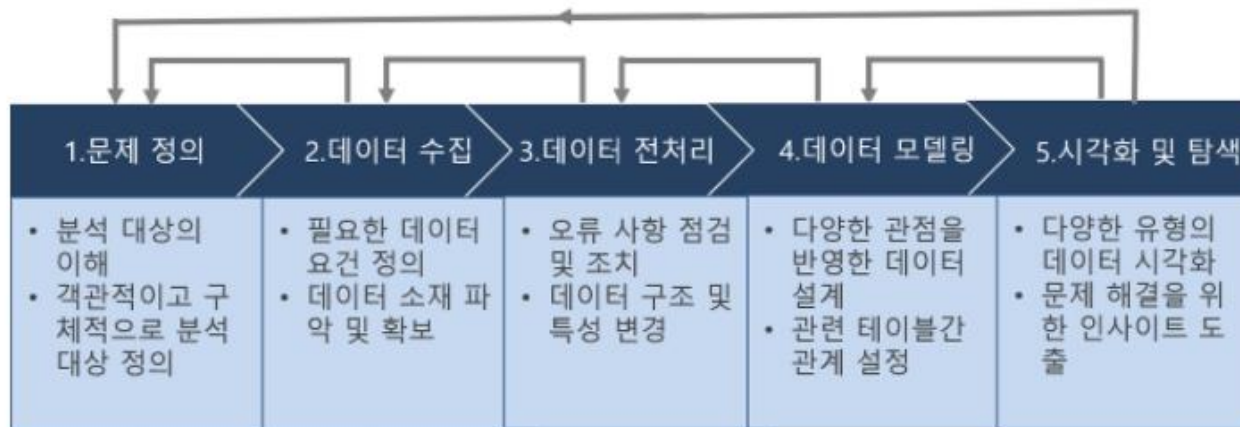 1.문제 정의
2.데이터 수집
3.데이터 전처리
4.데이터 모델링
5.시각화 및 탐색
• 분석 대상의
이해
• 객관적이고 구
체적으로 분석
대상 정의
• 필요한 데이터
요건 정의
• 데이터 소재 파
악 및 확보
• 오류 사항 점검
및 조치
• 데이터 구조 및
특성 변경
• 다양한 관점을
반영한 데이터
설계
• 관련 테이블간
관계 설정
• 다양한 유형의
데이터 시각화
• 문제 해결을 위
한 인사이트 도
출